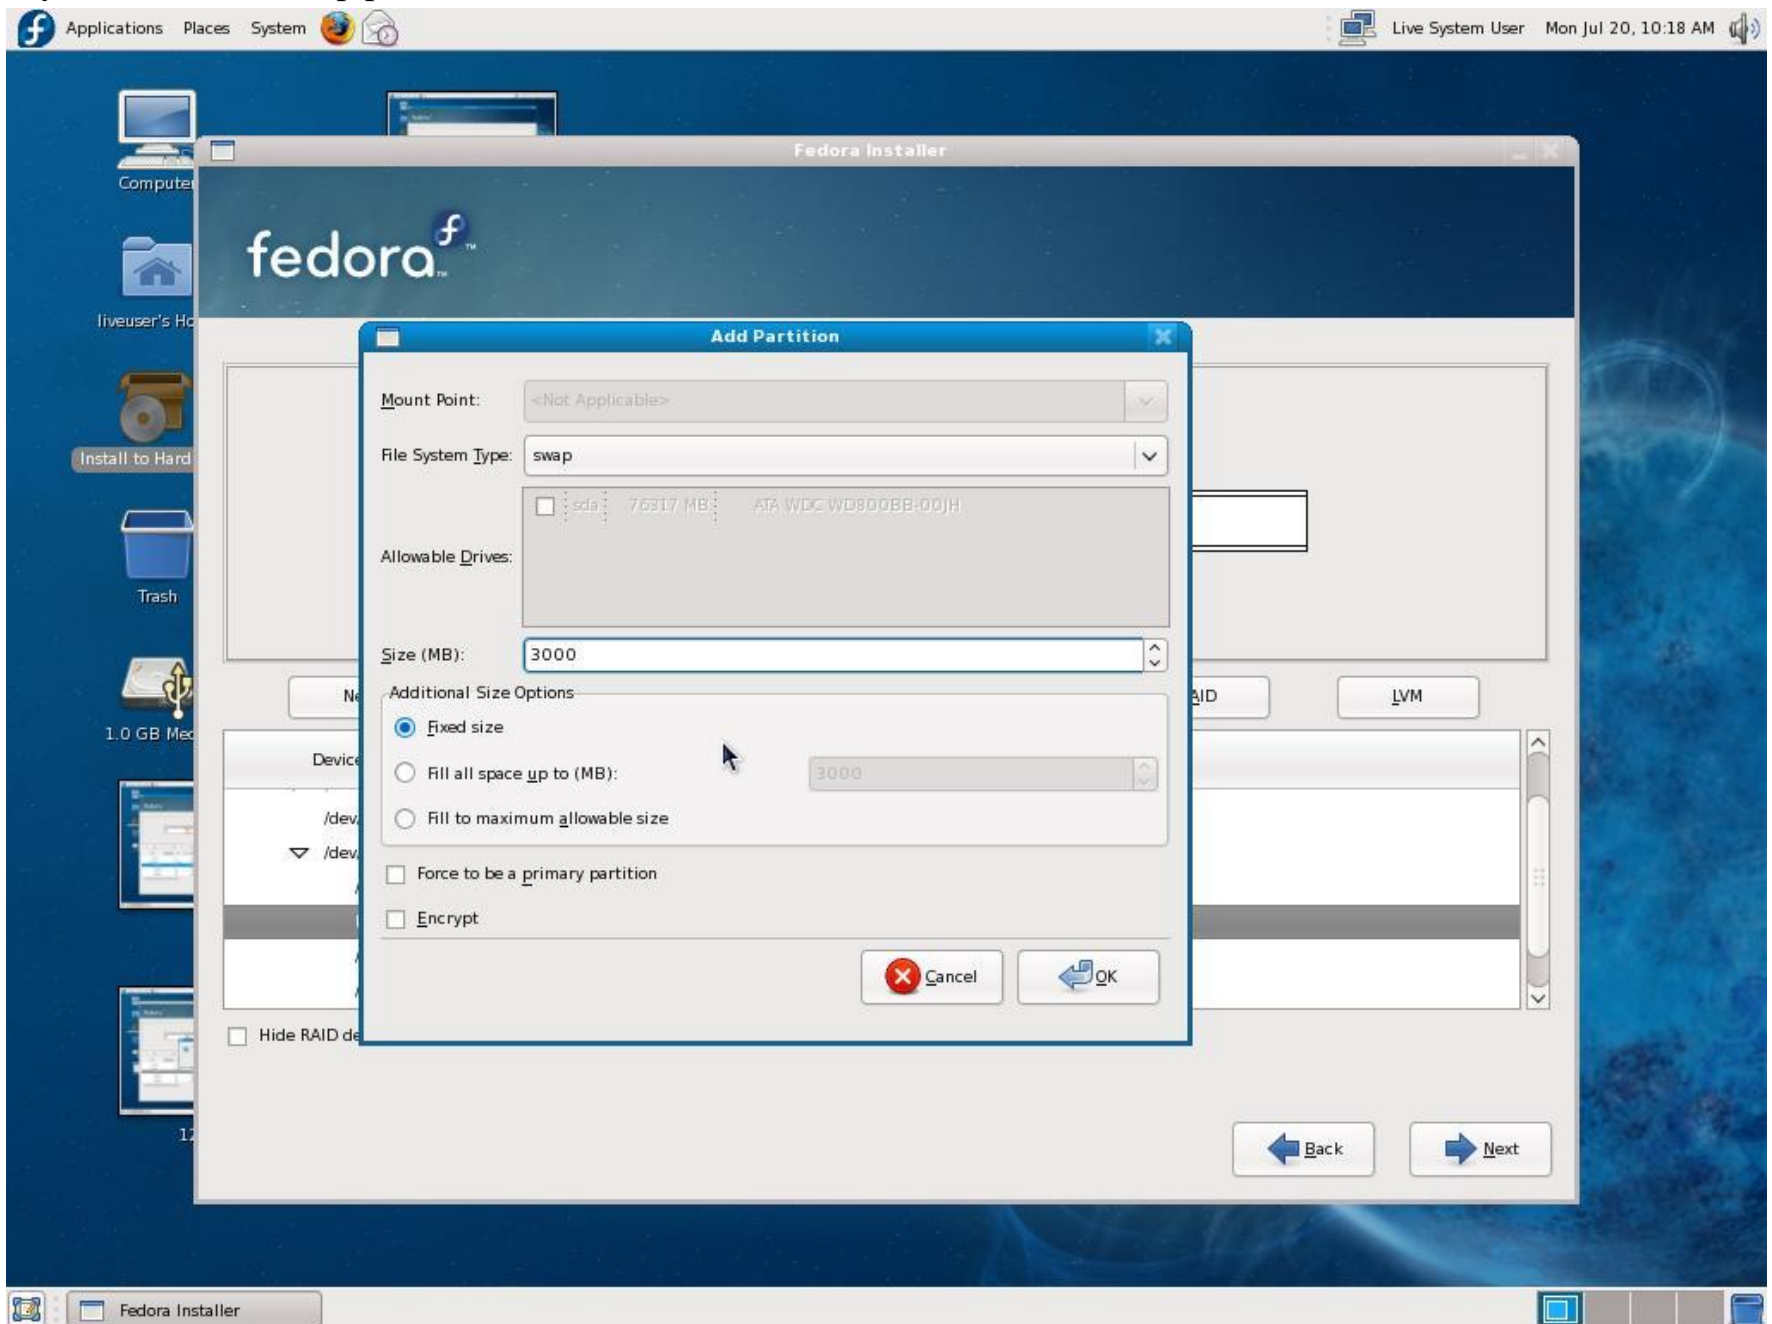 Applications Places System
Live System User Mon Jul 20, 10:18 AM
Computer
Fedora Installer
fedora
liveuser's Ho
Add Partition
Mount Point: <Not Applicable>
File System Type: swap
Install to Hard
sda 76317 MB ATA WDC WD800BB-00JH
Allowable Drives:
Trash
Size (MB): 3000
Additional Size Options
Ne
AID
LVM
Fixed size
1.0 GB Med
Device
Fill all space up to (MB): 3000
/dev/
Fill to maximum allowable size
/dev/
Force to be a primary partition
Encrypt
Cancel
OK
Hide RAID de
12
Back
Next
Fedora Installer